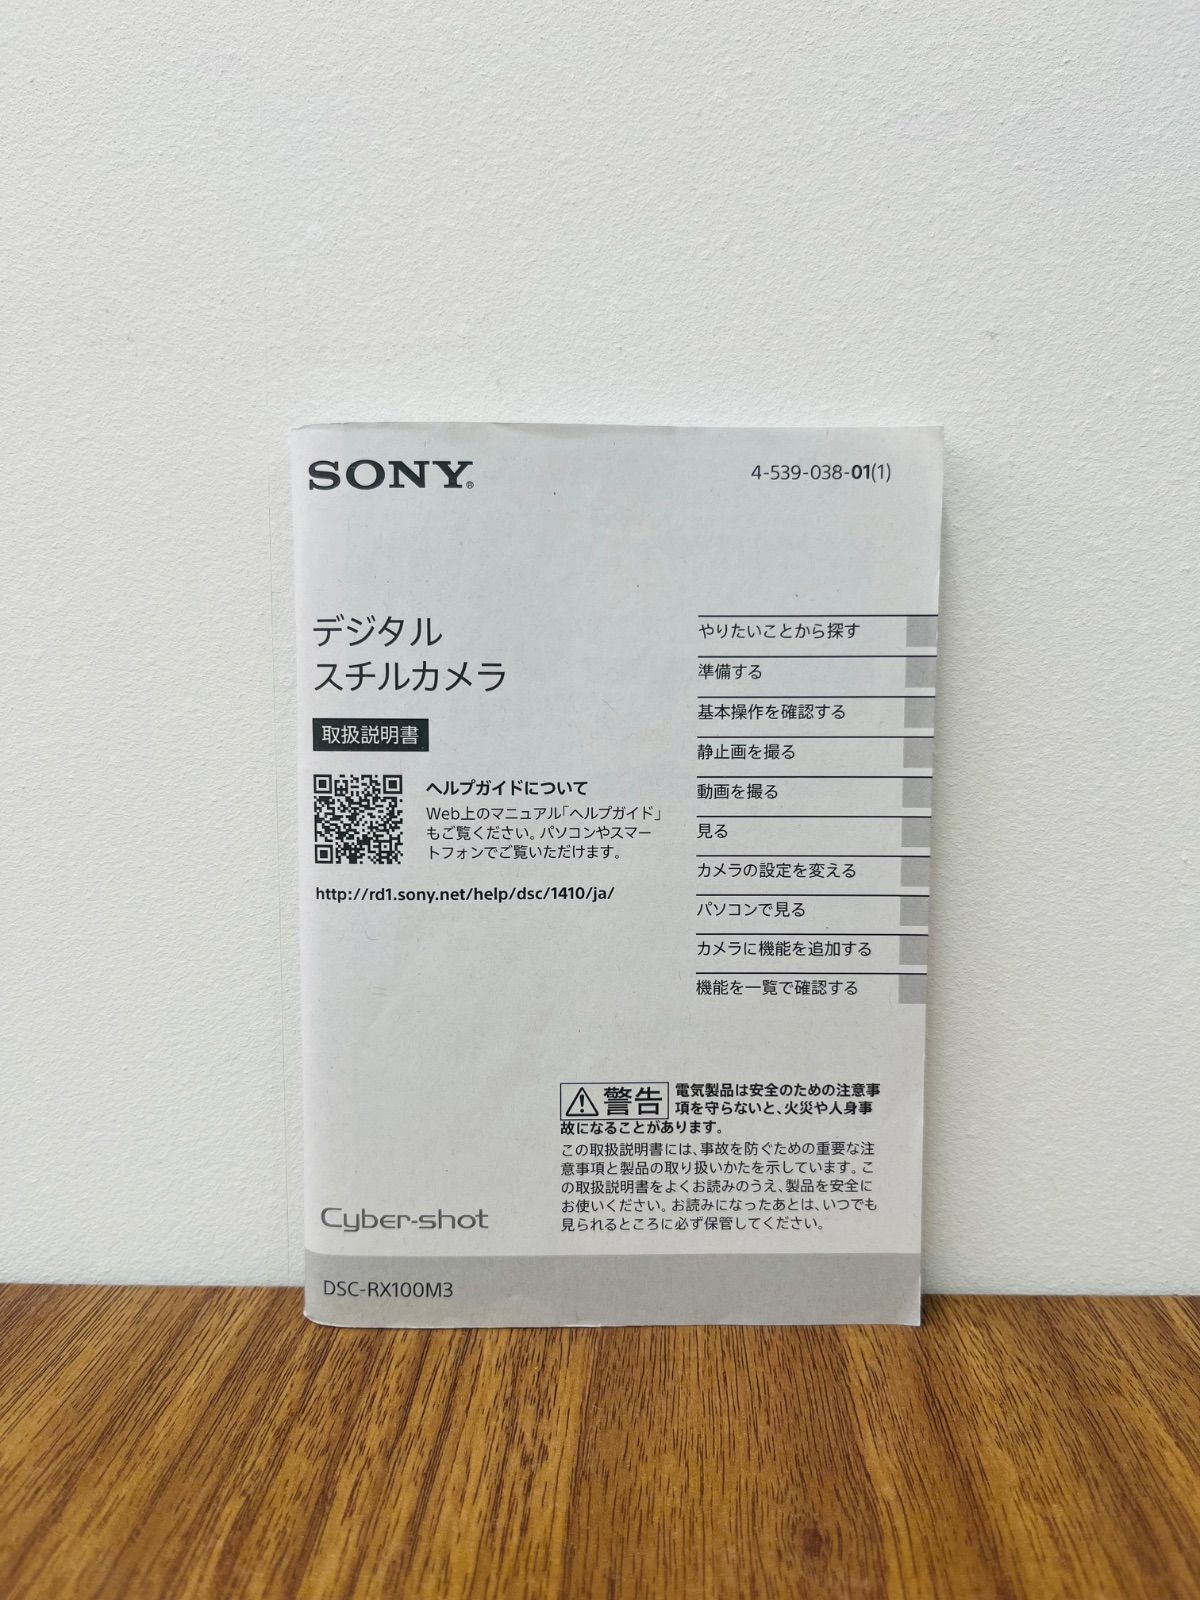 SONY®
4-539-038-01(1)
デジタル
スチルカメラ
取扱説明書
ヘルプガイドについて
Web上のマニュアル「ヘルプガイド」
もご覧ください。パソコンやスマー
トフォンでご覧いただけます。
http://rd1.sony.net/help/dsc/1410/ja/
やりたいことから探す
準備する
基本操作を確認する
静止画を撮る
動画を撮る
見る
カメラの設定を変える
パソコンで見る
カメラに機能を追加する
機能を一覧で確認する
警告 電気製品は安全のための注意事
項を守らないと、火災や人身事
故になることがあります。
この取扱説明書には、事故を防ぐための重要な注
意事項と製品の取り扱いかたを示しています。こ
の取扱説明書をよくお読みのうえ、製品を安全に
お使いください。お読みになったあとは、いつでも
見られるところに必ず保管してください。
Cyber-shot
DSC-RX100M3